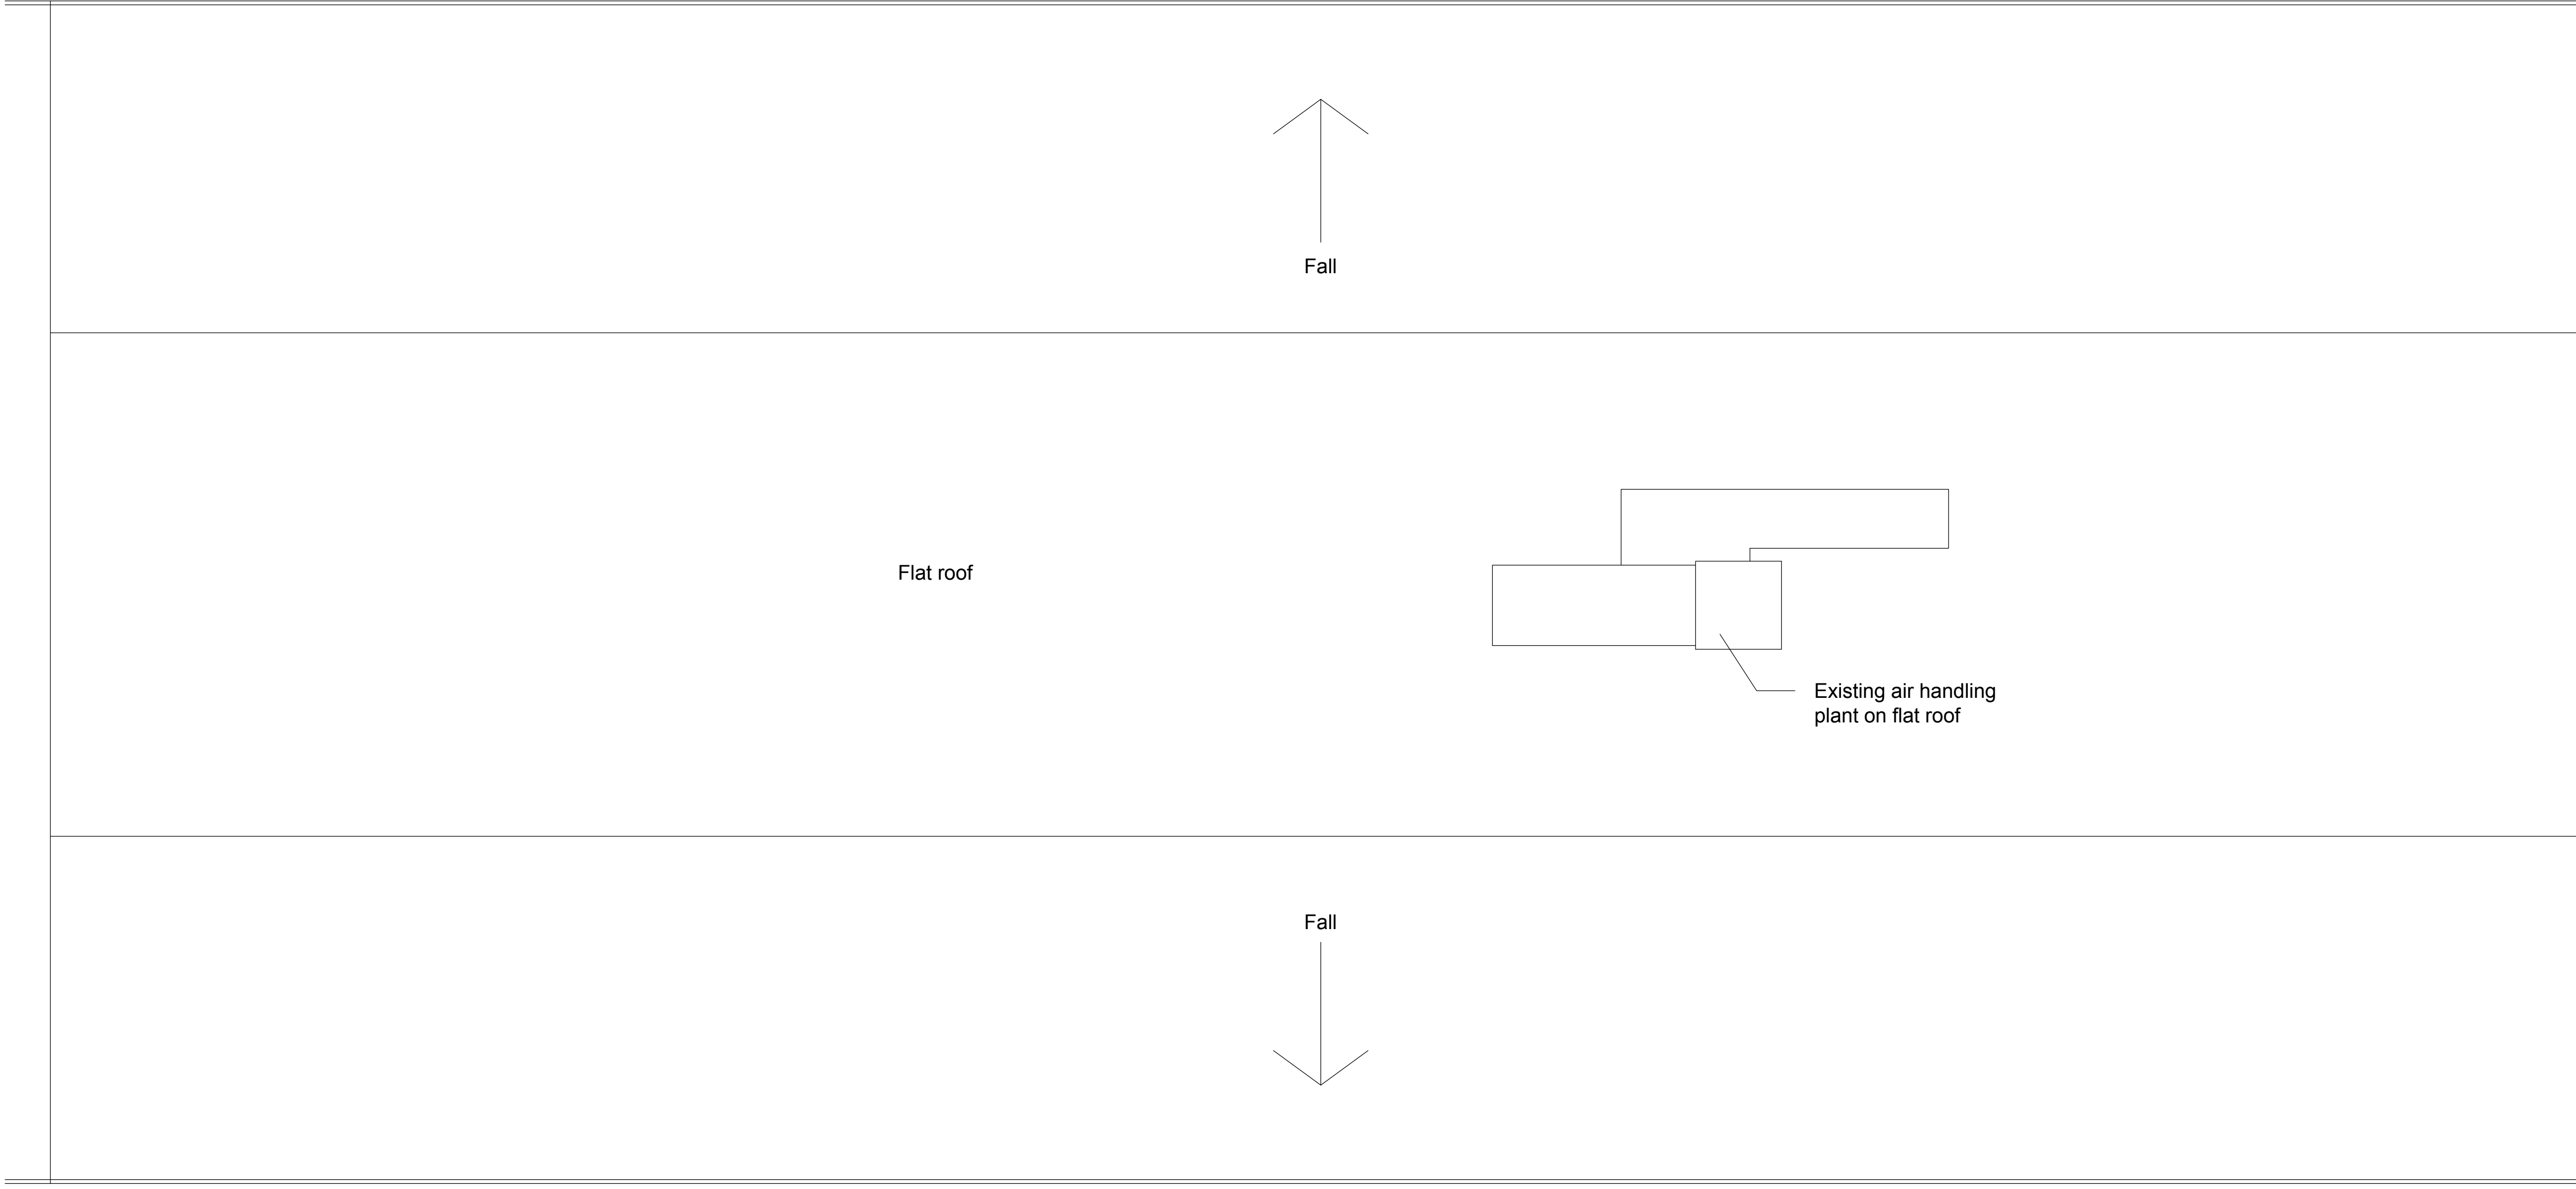 Fall
Flat roof
Existing air handling
plant on flat roof
Fall